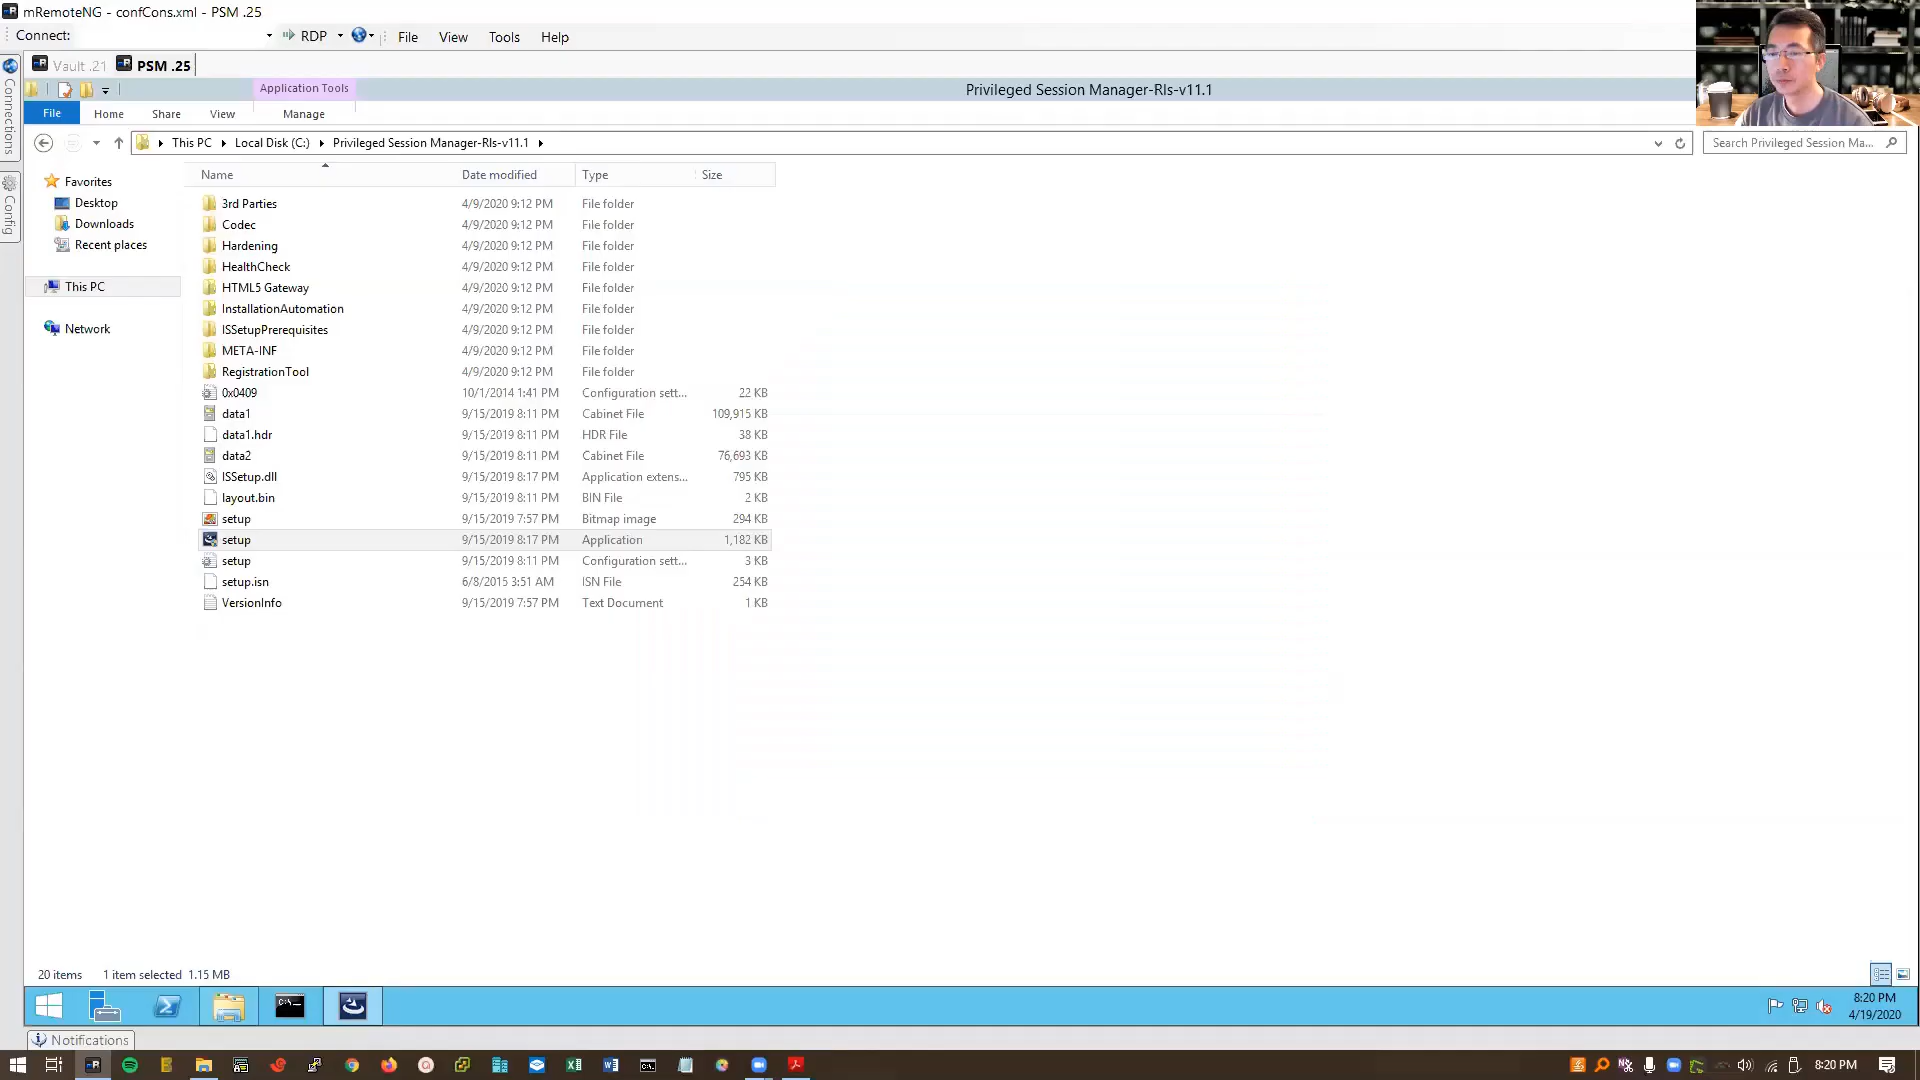 mRemoteNG - confCons.xml - PSM .25
Connect:
RDP
File
View
Tools
Help
Vault .21
PSM .25
Application Tools
Privileged Session Manager-Rls-v11.1
File
Home
Share
View
Manage
This PC
Local Disk (C:)
Privileged Session Manager-Rls-v11.1
Search Privileged Session Ma...
Connections
Config
Favorites
Desktop
Downloads
Recent places
This PC
Network
Name Date modified Type Size
3rd Parties 4/9/2020 9:12 PM File folder
Codec 4/9/2020 9:12 PM File folder
Hardening 4/9/2020 9:12 PM File folder
HealthCheck 4/9/2020 9:12 PM File folder
HTML5 Gateway 4/9/2020 9:12 PM File folder
InstallationAutomation 4/9/2020 9:12 PM File folder
ISSetupPrerequisites 4/9/2020 9:12 PM File folder
META-INF 4/9/2020 9:12 PM File folder
RegistrationTool 4/9/2020 9:12 PM File folder
0x0409 10/1/2014 1:41 PM Configuration sett... 22 KB
data1 9/15/2019 8:11 PM Cabinet File 109,915 KB
data1.hdr 9/15/2019 8:11 PM HDR File 38 KB
data2 9/15/2019 8:11 PM Cabinet File 76,693 KB
ISSetup.dll 9/15/2019 8:17 PM Application extens... 795 KB
layout.bin 9/15/2019 8:11 PM BIN File 2 KB
setup 9/15/2019 7:57 PM Bitmap image 294 KB
setup 9/15/2019 8:17 PM Application 1,182 KB
setup 9/15/2019 8:11 PM Configuration sett... 3 KB
setup.isn 6/8/2015 3:51 AM ISN File 254 KB
VersionInfo 9/15/2019 7:57 PM Text Document 1 KB
20 items 1 item selected 1.15 MB
8:20 PM
4/19/2020
Notifications
8:20 PM